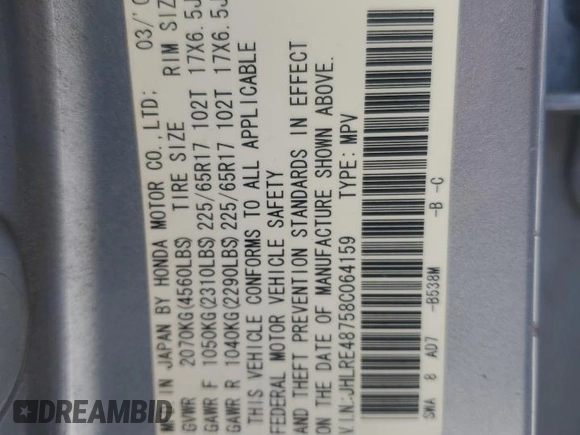 IN JAPAN BY HONDA MOTOR CO.,LTD; 03/'0
GVWR 2070KG(4560LBS) TIRE SIZE RIM SIZ
GAWR F 1050KG(2310LBS) 225/65R17 102T 17X6.5J
GAWR R 1040KG(2290LBS) 225/65R17 102T 17X6.5J
THIS VEHICLE CONFORMS TO ALL APPLICABLE
FEDERAL MOTOR VEHICLE SAFETY
AND THEFT PREVENTION STANDARDS IN EFFECT
ON THE DATE OF MANUFACTURE SHOWN ABOVE.
V.I.N:JHLRE48758C064159 TYPE:MPV
SWA 8 AD7 -B538M -B -C
DREAMBID